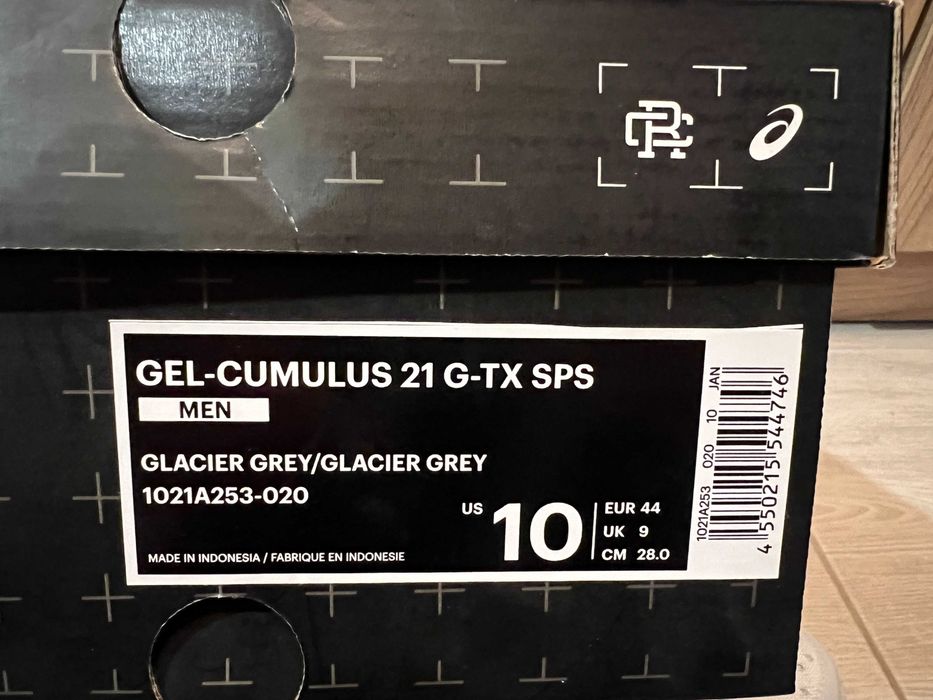 RC
GEL-CUMULUS 21 G-TX SPS
MEN
GLACIER GREY/GLACIER GREY
1021A253-020
US 10
EUR 44
UK 9
CM 28.0
MADE IN INDONESIA / FABRIQUE EN INDONESIE
1021A253 020 10 JAN
4 550215 544746